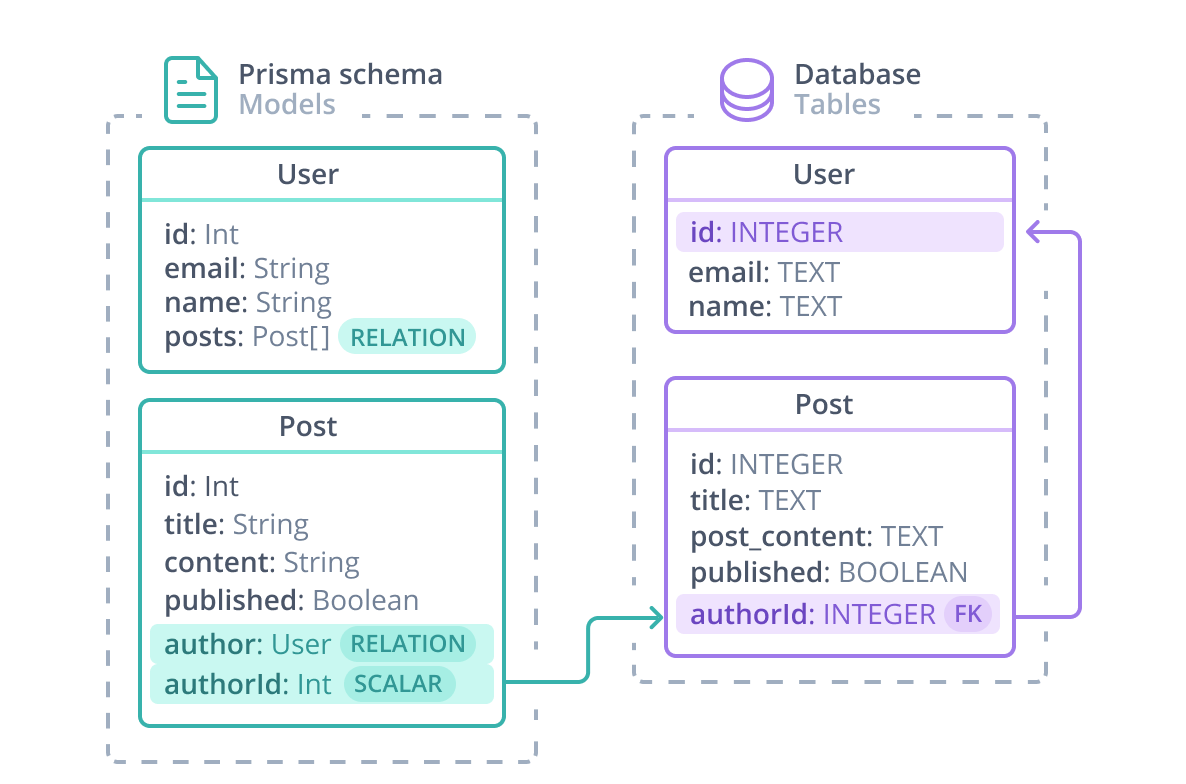 Prisma schema
Models
User
id: Int
email: String
name: String
posts: Post[] RELATION
Post
id: Int
title: String
content: String
published: Boolean
author: User RELATION
authorId: Int SCALAR
Database
Tables
User
id: INTEGER
email: TEXT
name: TEXT
Post
id: INTEGER
title: TEXT
post_content: TEXT
published: BOOLEAN
authorId: INTEGER FK